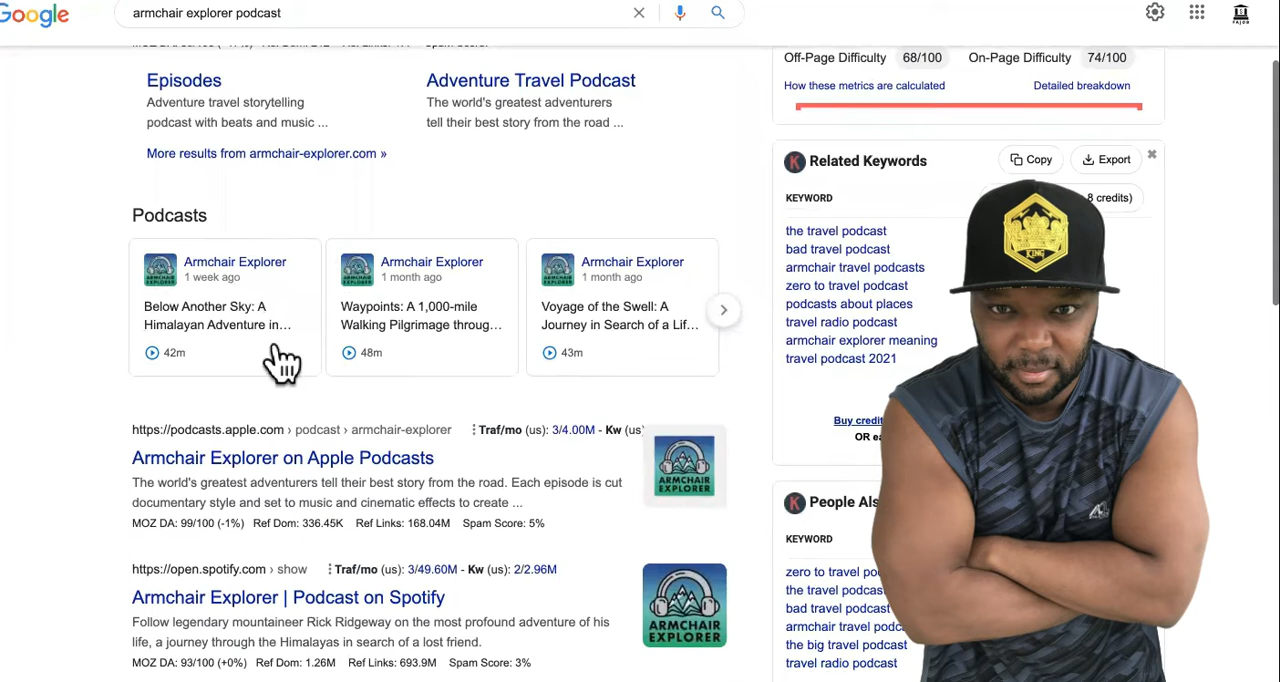 Google
armchair explorer podcast
Off-Page Difficulty 68/100 On-Page Difficulty 74/100
How these metrics are calculated Detailed breakdown
Episodes
Adventure travel storytelling
podcast with beats and music ...
Adventure Travel Podcast
The world's greatest adventurers
tell their best story from the road ...
More results from armchair-explorer.com »
Podcasts
Armchair Explorer
1 week ago
Below Another Sky: A
Himalayan Adventure in...
42m
Armchair Explorer
1 month ago
Waypoints: A 1,000-mile
Walking Pilgrimage throug...
48m
Armchair Explorer
1 month ago
Voyage of the Swell: A
Journey in Search of a Lif...
43m
https://podcasts.apple.com › podcast › armchair-explorer Traf/mo (us): 3/4.00M - Kw (us)
Armchair Explorer on Apple Podcasts
The world's greatest adventurers tell their best story from the road. Each episode is cut
documentary style and set to music and cinematic effects to create ...
MOZ DA: 99/100 (-1%) Ref Dom: 336.45K Ref Links: 168.04M Spam Score: 5%
ARMCHAIR
EXPLORER
https://open.spotify.com › show Traf/mo (us): 3/49.60M - Kw (us): 2/2.96M
Armchair Explorer | Podcast on Spotify
Follow legendary mountaineer Rick Ridgeway on the most profound adventure of his
life, a journey through the Himalayas in search of a lost friend.
MOZ DA: 93/100 (+0%) Ref Dom: 1.26M Ref Links: 693.9M Spam Score: 3%
ARMCHAIR
EXPLORER
K Related Keywords Copy Export
KEYWORD 8 credits)
the travel podcast
bad travel podcast
armchair travel podcasts
zero to travel podcast
podcasts about places
travel radio podcast
armchair explorer meaning
travel podcast 2021
Buy credit
OR
K People Als
KEYWORD
zero to travel
the travel podcast
bad travel podcast
armchair travel
the big travel podcast
travel radio podcast
KING